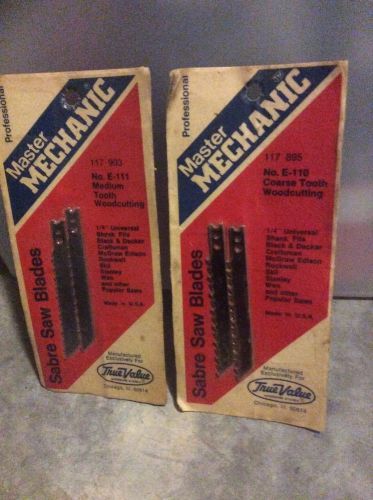 Professional
Master
MECHANIC
117 903
No. E-111
Medium
Tooth
Woodcutting
1/4" Universal
Shank. Fits
Black & Decker
Craftsman
McGraw Edison
Rockwell
Skil
Stanley
Wen
and other
Popular Saws
Made in U.S.A.
Sabre Saw Blades
Manufactured
Exclusively For
True Value
Chicago, Il. 60614
Professional
Master
MECHANIC
117 895
No. E-110
Coarse Tooth
Woodcutting
1/4" Universal
Shank. Fits
Black & Decker
Craftsman
McGraw Edison
Rockwell
Skil
Stanley
Wen
and other
Popular Saws
Made in U.S.A.
Sabre Saw Blades
Manufactured
Exclusively For
True Value
Chicago, Il. 60614